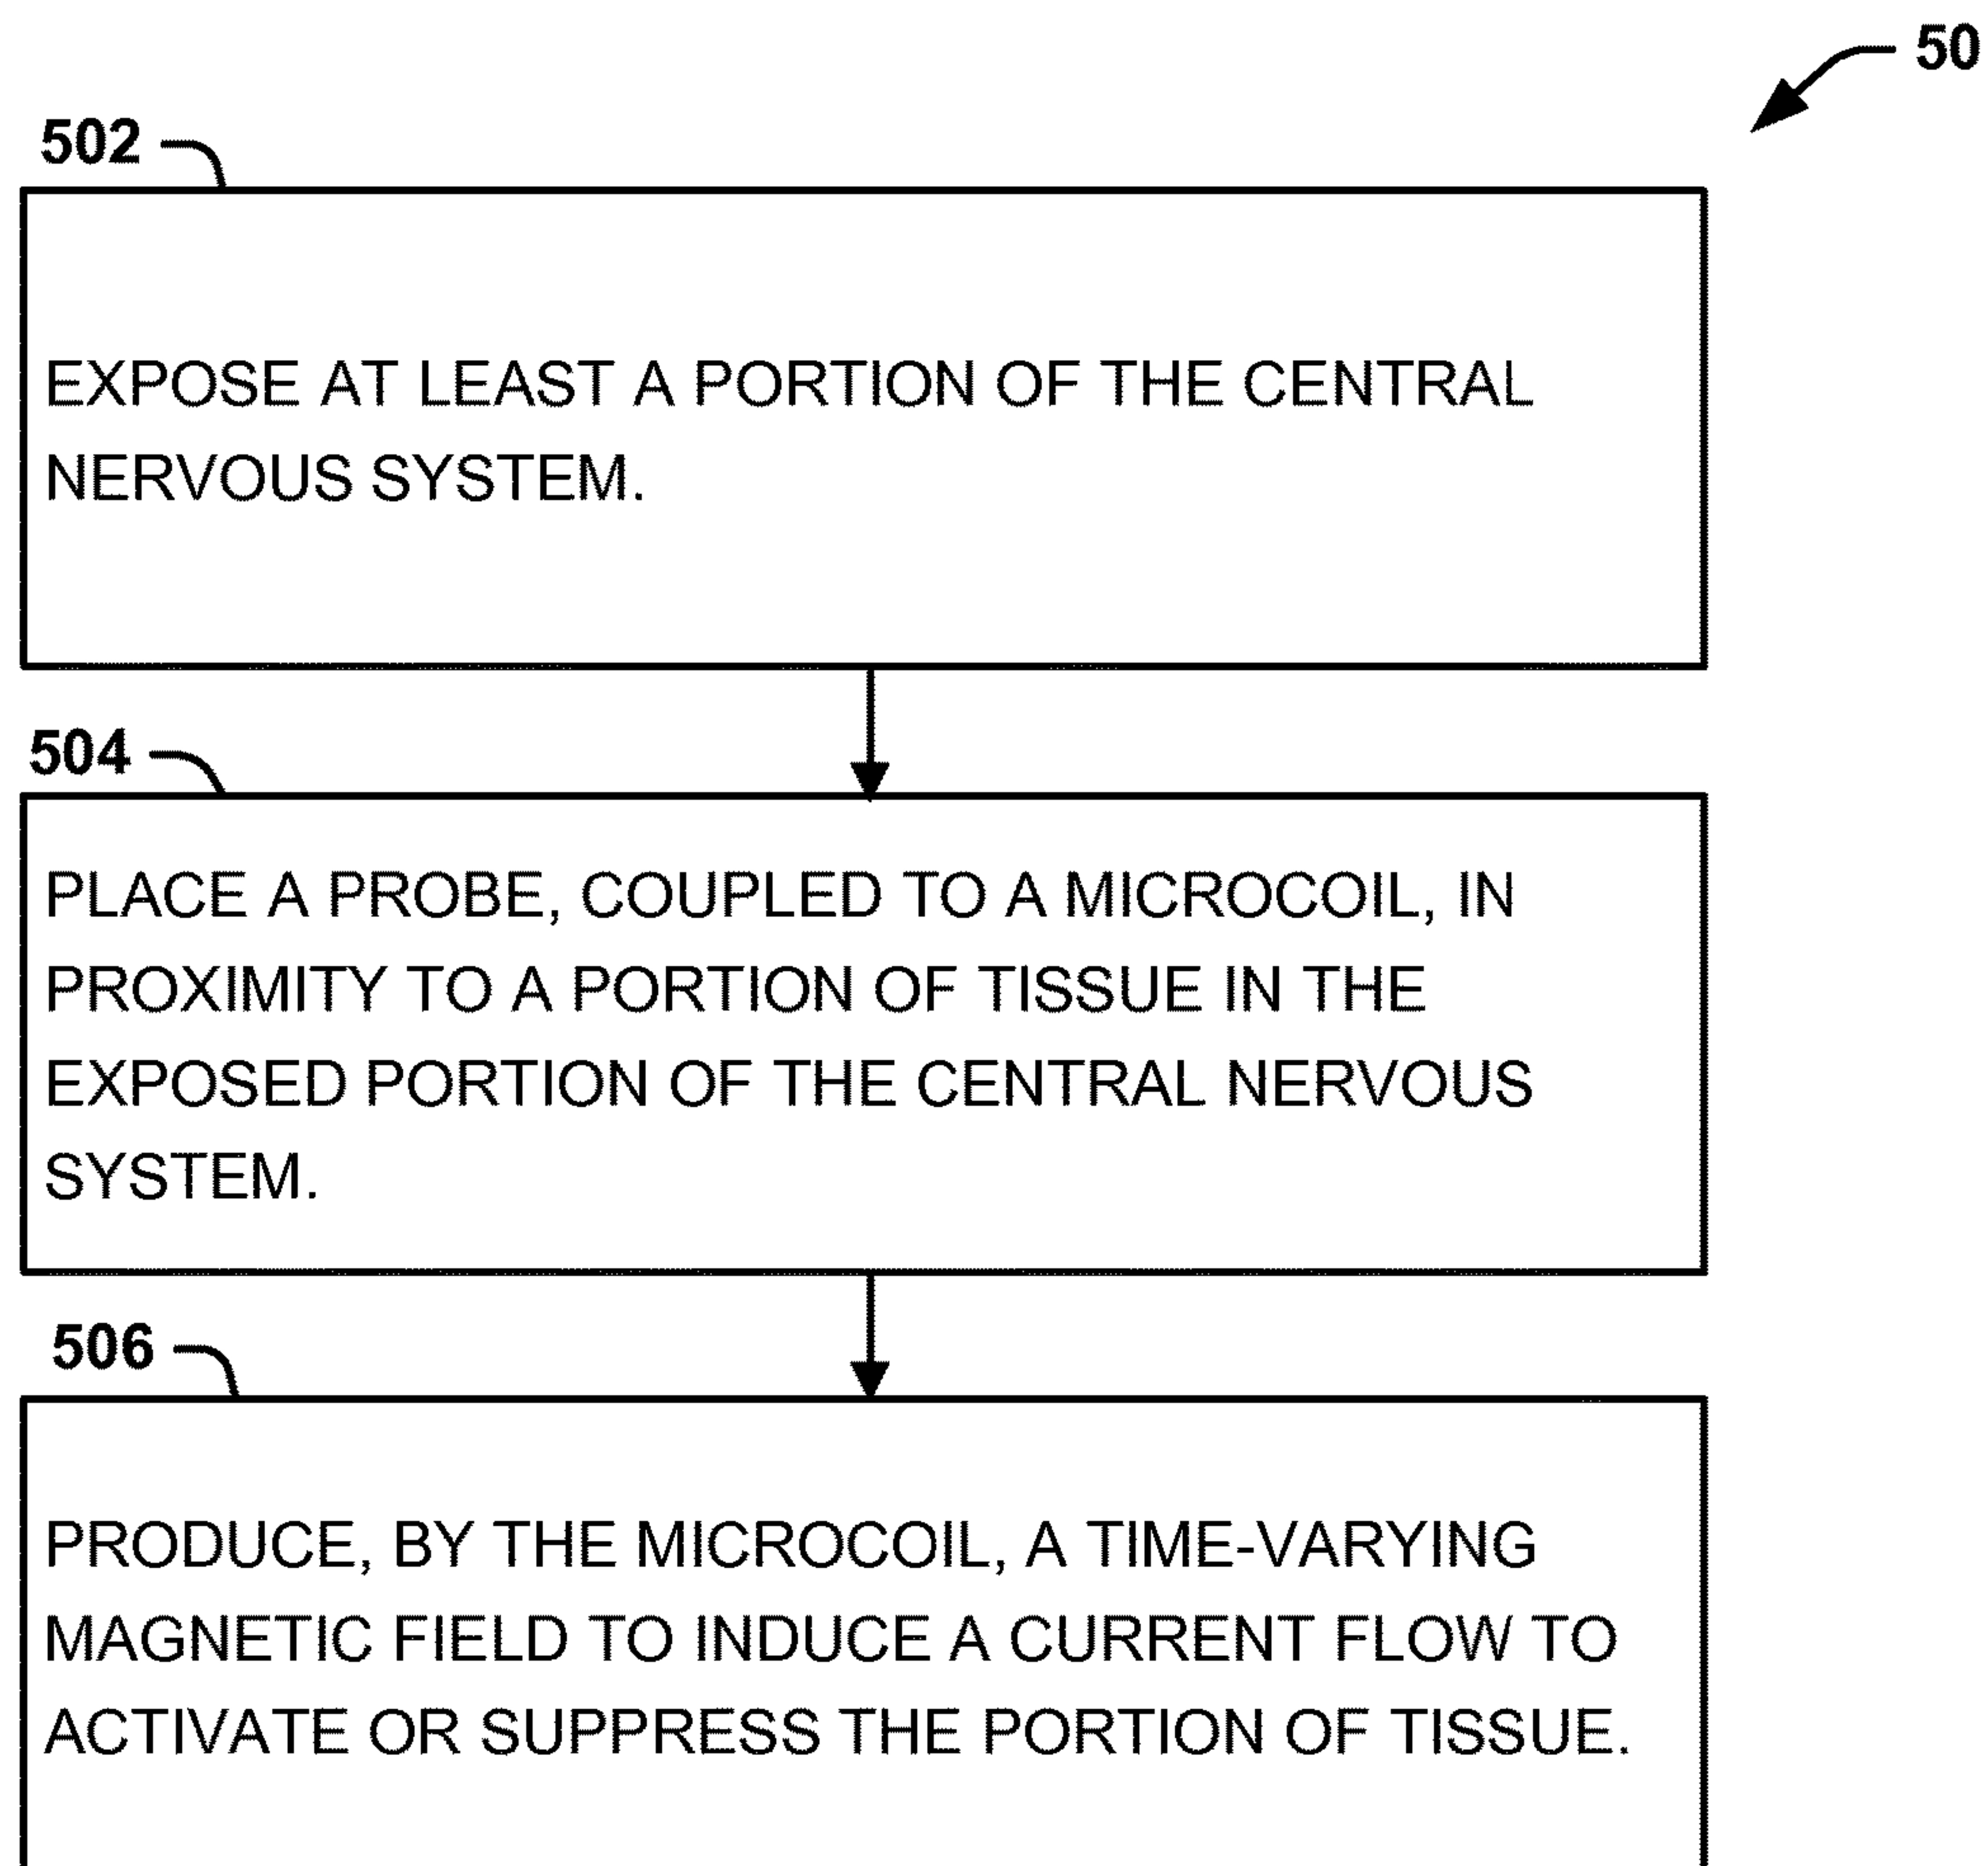 50
502
EXPOSE AT LEAST A PORTION OF THE CENTRAL
NERVOUS SYSTEM.
504
PLACE A PROBE, COUPLED TO A MICROCOIL, IN
PROXIMITY TO A PORTION OF TISSUE IN THE
EXPOSED PORTION OF THE CENTRAL NERVOUS
SYSTEM.
506
PRODUCE, BY THE MICROCOIL, A TIME-VARYING
MAGNETIC FIELD TO INDUCE A CURRENT FLOW TO
ACTIVATE OR SUPPRESS THE PORTION OF TISSUE.